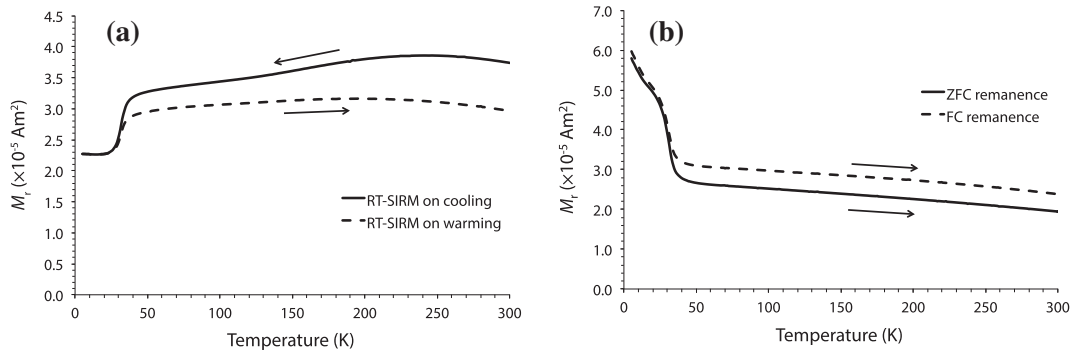 (a)
4.5
4.0
3.5
3.0
2.5
2.0
1.5
1.0
0.5
0.0
Mr (×10-5 Am2)
RT-SIRM on cooling
RT-SIRM on warming
0 50 100 150 200 250 300
Temperature (K)
(b)
7.0
6.0
5.0
4.0
3.0
2.0
1.0
0.0
Mr (×10-5 Am2)
ZFC remanence
FC remanence
0 50 100 150 200 250 300
Temperature (K)